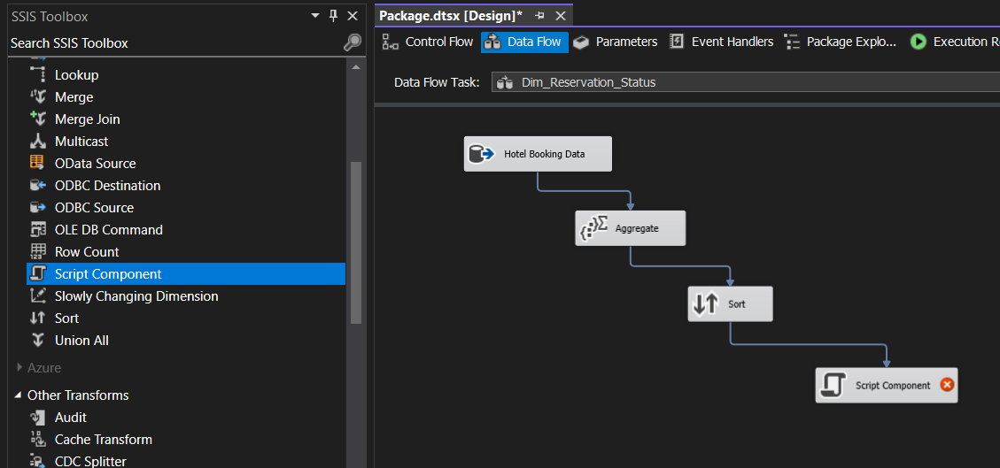 SSIS Toolbox
Search SSIS Toolbox
Lookup
Merge
Merge Join
Multicast
OData Source
ODBC Destination
ODBC Source
OLE DB Command
Row Count
Script Component
Slowly Changing Dimension
Sort
Union All
Azure
Other Transforms
Audit
Cache Transform
CDC Splitter
Package.dtsx [Design]*
Control Flow Data Flow Parameters Event Handlers Package Explo... Execution R
Data Flow Task: Dim_Reservation_Status
Hotel Booking Data
Aggregate
Sort
Script Component